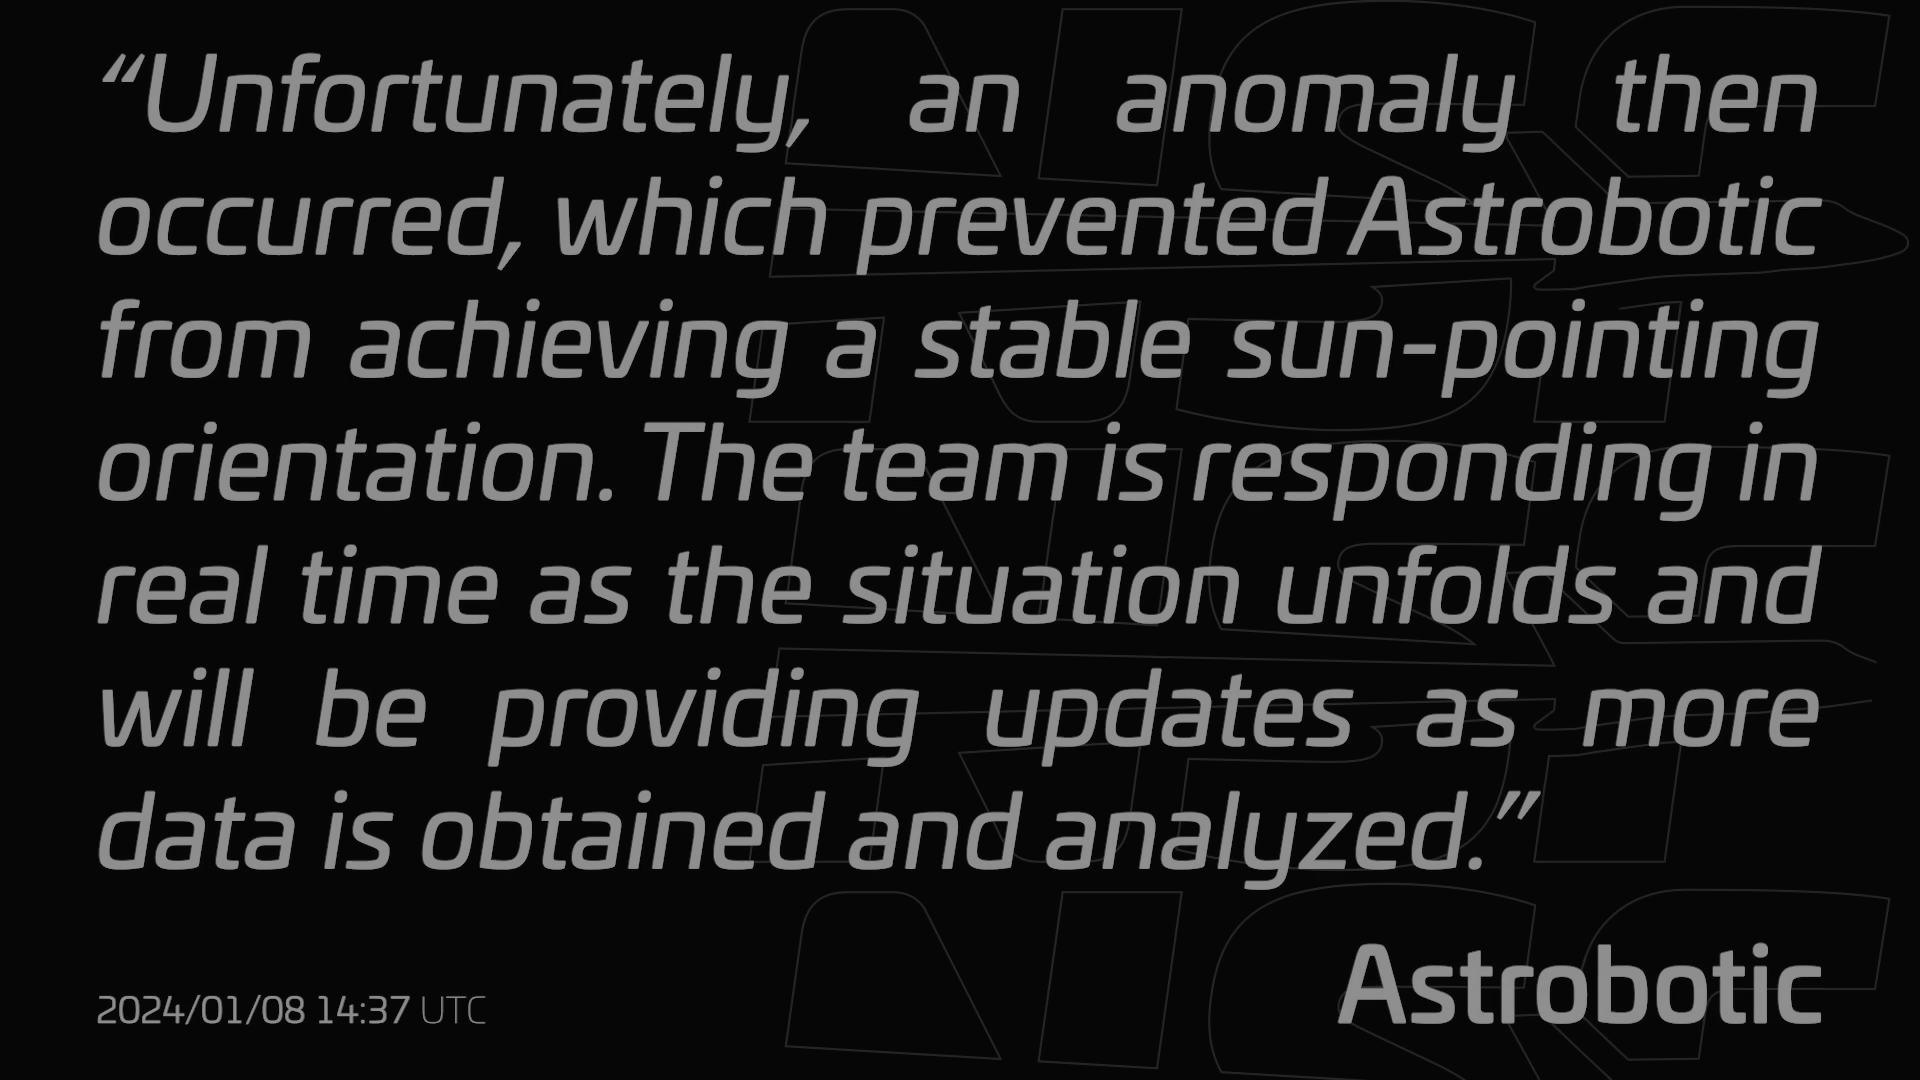 “Unfortunately, an anomaly then
occurred, which prevented Astrobotic
from achieving a stable sun-pointing
orientation. The team is responding in
real time as the situation unfolds and
will be providing updates as more
data is obtained and analyzed.”
2024/01/08 14:37 UTC
Astrobotic